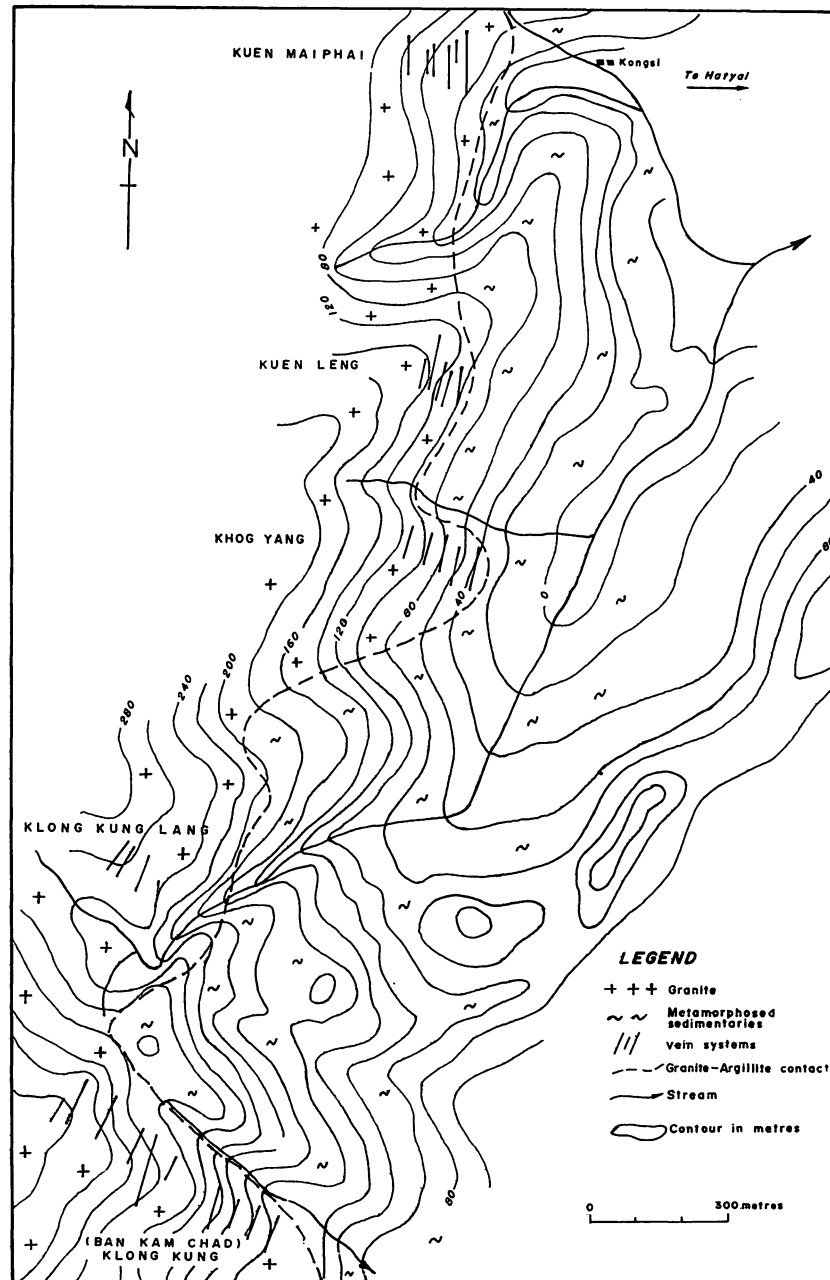 KUEN MAIPHAI
Kongsi
To Hatyai
N
80
120
KUEN LENG
40
KHOG YANG
80
40
0
120
160
200
240
280
KLONG KUNG LANG
LEGEND
Granite
Metamorphosed
sedimentaries
vein systems
Granite-Argillite contact
Stream
Contour in metres
80
0 300 metres
(BAN KAM CHAD)
KLONG KUNG